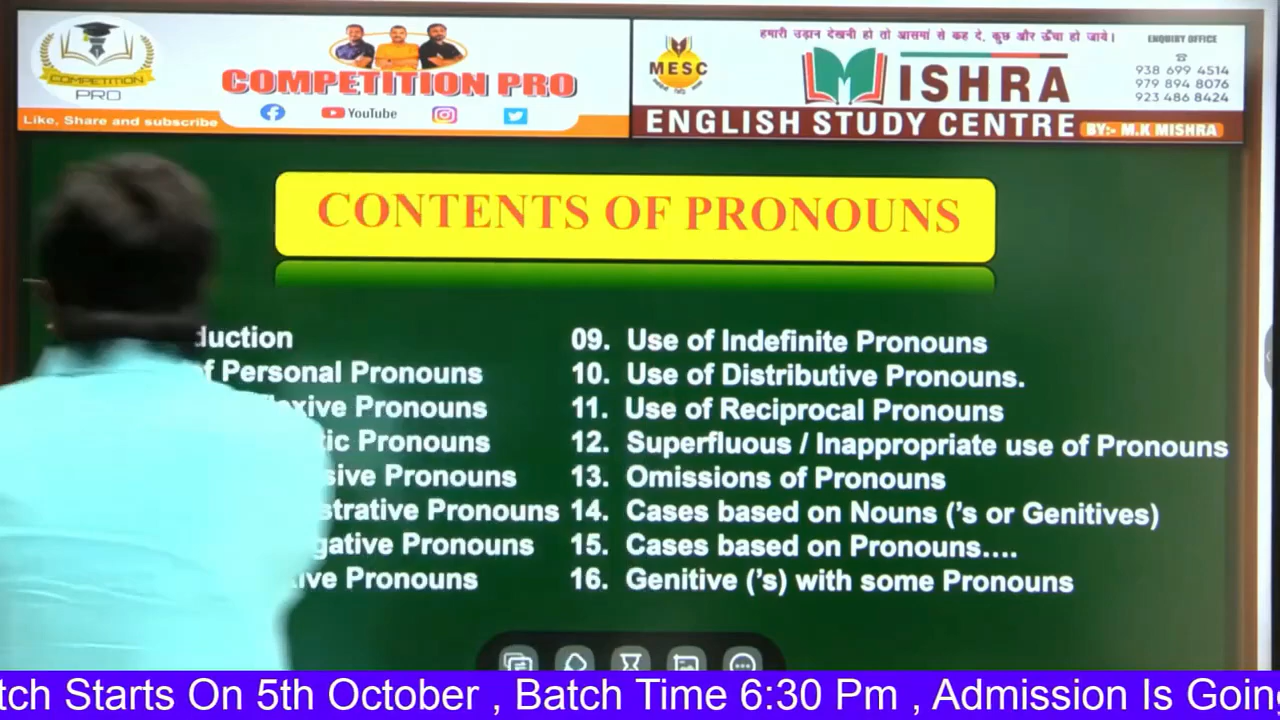 COMPETITION
PRO
COMPETITION PRO
Like, Share and subscribe
YouTube
हमारी उड़ान देखनी हो तो आसमां से कह दे, कुछ और ऊँचा हो जाये।
MESC
MISHRA
ENGLISH STUDY CENTRE BY:- M.K MISHRA
ENQUIRY OFFICE
938 699 4514
979 894 8076
923 486 8424
CONTENTS OF PRONOUNS
duction
of Personal Pronouns
lexive Pronouns
tic Pronouns
sive Pronouns
strative Pronouns
gative Pronouns
ive Pronouns
09. Use of Indefinite Pronouns
10. Use of Distributive Pronouns.
11. Use of Reciprocal Pronouns
12. Superfluous / Inappropriate use of Pronouns
13. Omissions of Pronouns
14. Cases based on Nouns (’s or Genitives)
15. Cases based on Pronouns....
16. Genitive (’s) with some Pronouns
tch Starts On 5th October , Batch Time 6:30 Pm , Admission Is Going